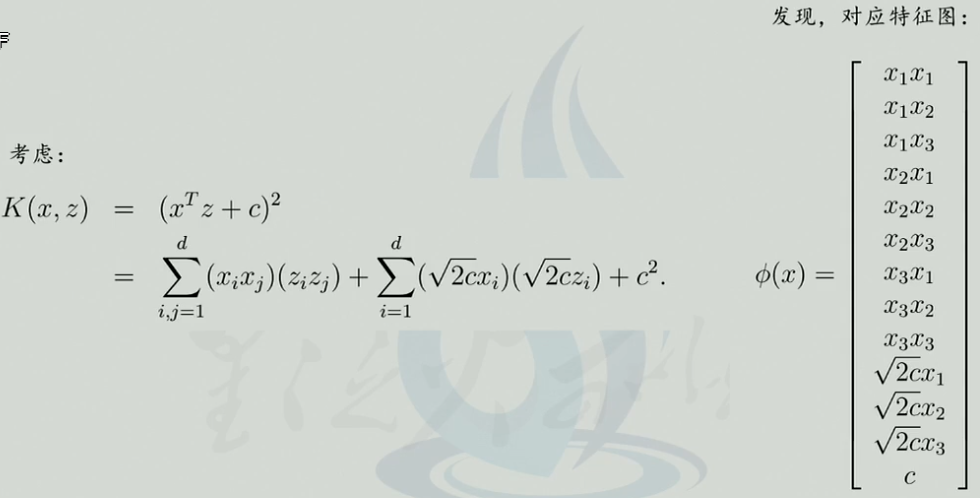 发现，对应特征图：
考虑：
K(x, z) = (x^T z + c)^2
= \sum_{i,j=1}^{d} (x_i x_j)(z_i z_j) + \sum_{i=1}^{d} (\sqrt{2c}x_i)(\sqrt{2c}z_i) + c^2.
\phi(x) =
x_1x_1
x_1x_2
x_1x_3
x_2x_1
x_2x_2
x_2x_3
x_3x_1
x_3x_2
x_3x_3
\sqrt{2c}x_1
\sqrt{2c}x_2
\sqrt{2c}x_3
c